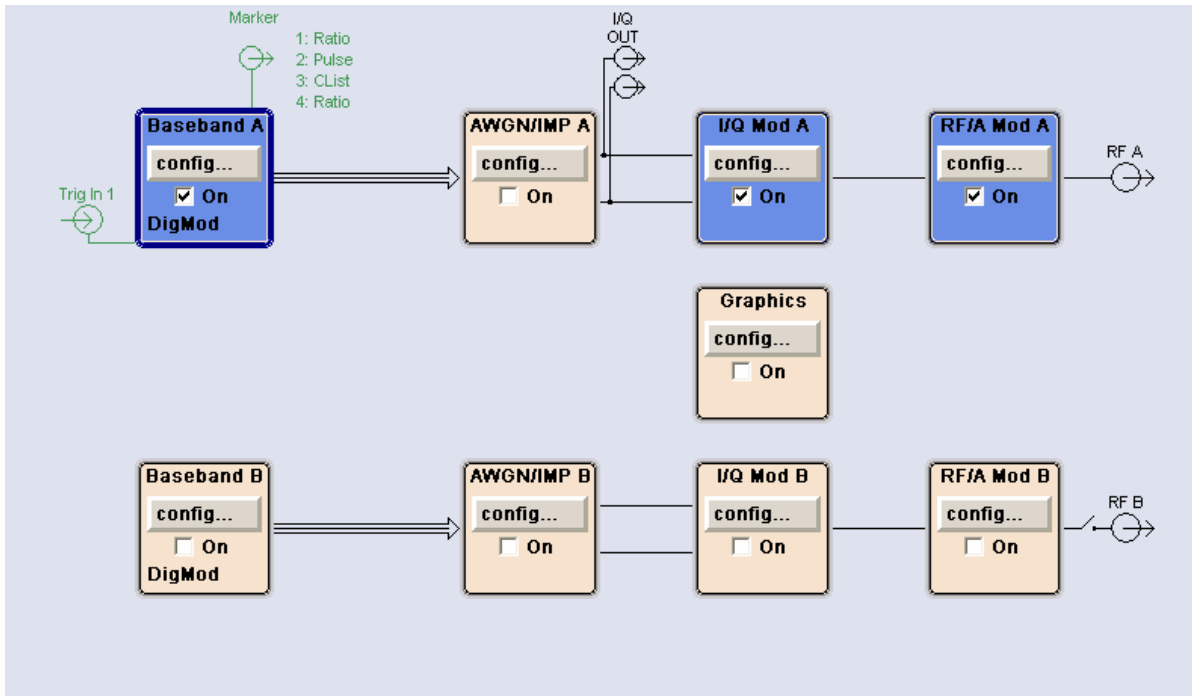 Marker
1: Ratio
2: Pulse
3: CList
4: Ratio
I/Q
OUT
Trig In 1
Baseband A
config...
On
DigMod
AWGN/IMP A
config...
On
I/Q Mod A
config...
On
RF/A Mod A
config...
On
RF A
Graphics
config...
On
Baseband B
config...
On
DigMod
AWGN/IMP B
config...
On
I/Q Mod B
config...
On
RF/A Mod B
config...
On
RF B